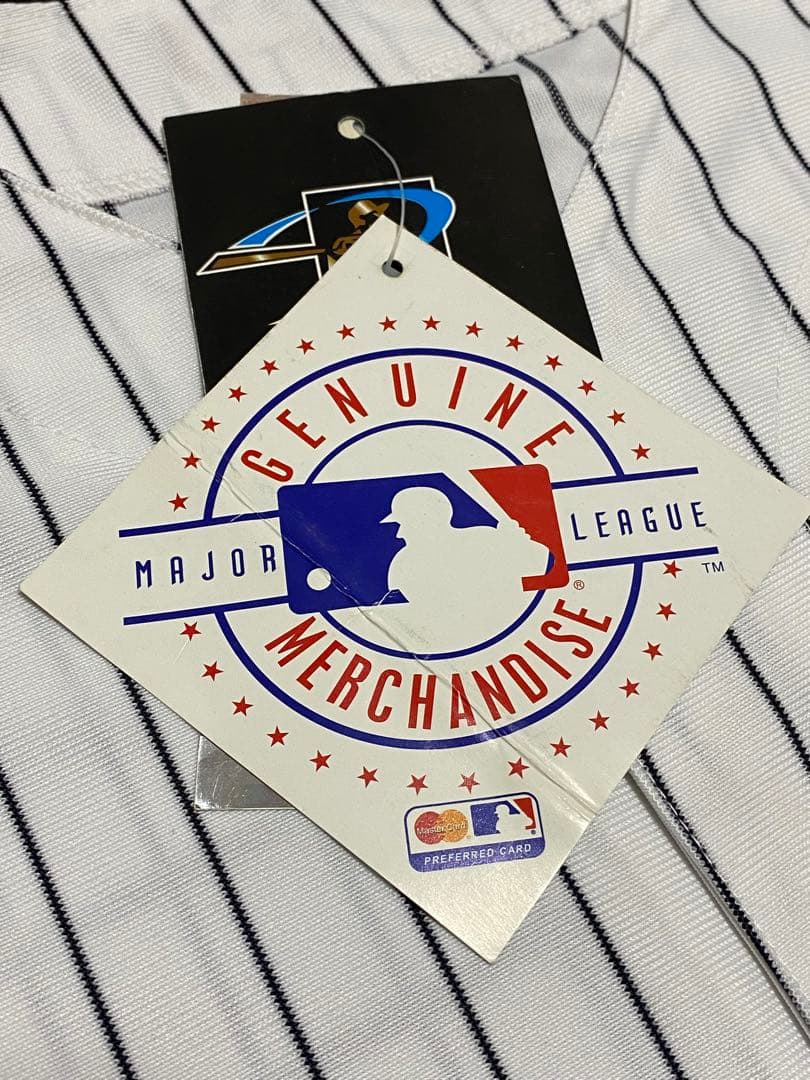 GENUINE
MAJOR LEAGUE
TM
®
MERCHANDISE
MasterCard ®
PREFERRED CARD